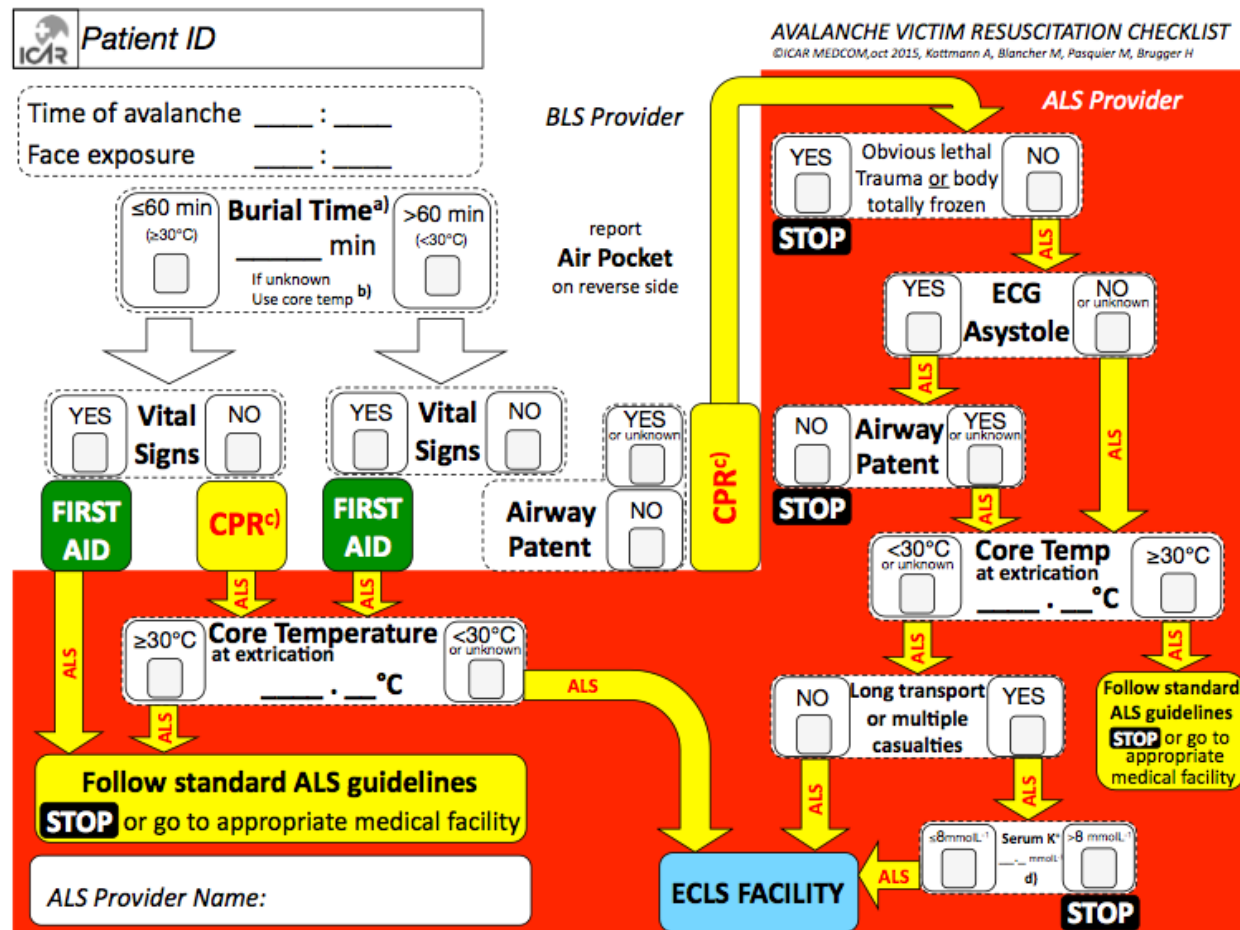 ICAR
Patient ID
AVALANCHE VICTIM RESUSCITATION CHECKLIST
©ICAR MEDCOM,oct 2015, Kottmann A, Blancher M, Pasquier M, Brugger H
Time of avalanche ____ : ____
Face exposure ____ : ____
BLS Provider
ALS Provider
≤60 min
(≥30°C)
Burial Time a)
_____ min
If unknown
Use core temp b)
>60 min
(<30°C)
report
Air Pocket
on reverse side
YES
Vital
Signs
NO
YES
Vital
Signs
NO
FIRST
AID
CPR c)
FIRST
AID
Airway
Patent
YES
or unknown
NO
CPR c)
ALS
ALS
ALS
≥30°C
Core Temperature
at extrication
____ . __°C
<30°C
or unknown
ALS
ALS
Follow standard ALS guidelines
STOP or go to appropriate medical facility
ALS Provider Name:
YES
Obvious lethal
Trauma or body
totally frozen
NO
STOP
ALS
YES
ECG
Asystole
NO
or unknown
ALS
ALS
NO
Airway
Patent
YES
or unknown
STOP
ALS
<30°C
or unknown
Core Temp
at extrication
____ . __°C
≥30°C
ALS
ALS
NO
Long transport
or multiple
casualties
YES
Follow standard
ALS guidelines
STOP or go to
appropriate
medical facility
ALS
ALS
≤8mmolL⁻¹
Serum K⁺
__._ mmolL⁻¹
d)
>8 mmolL⁻¹
STOP
ALS
ECLS FACILITY